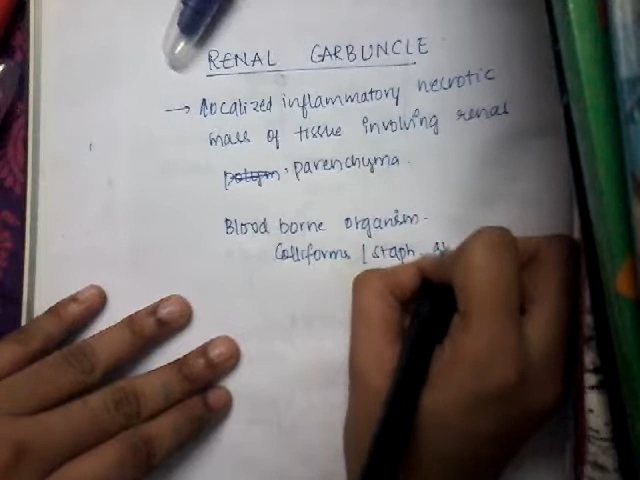 RENAL CARBUNCLE
→ Localized inflammatory necrotic
mass of tissue involving renal
parenchyma.
Blood borne organism-
Coliforms / Staph.